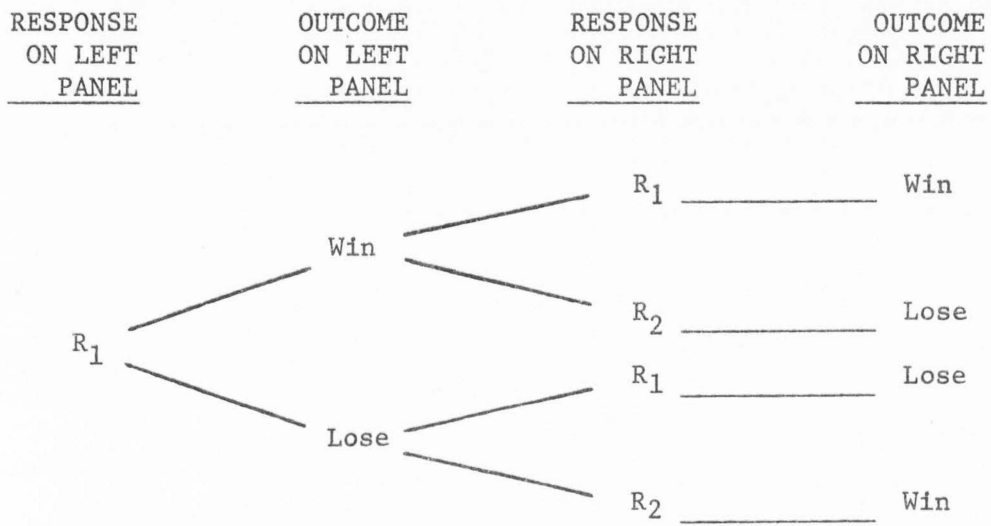 RESPONSE OUTCOME RESPONSE OUTCOME
ON LEFT ON LEFT ON RIGHT ON RIGHT
PANEL PANEL PANEL PANEL
R1 Win
Win
R2 Lose
R1
R1 Lose
Lose
R2 Win